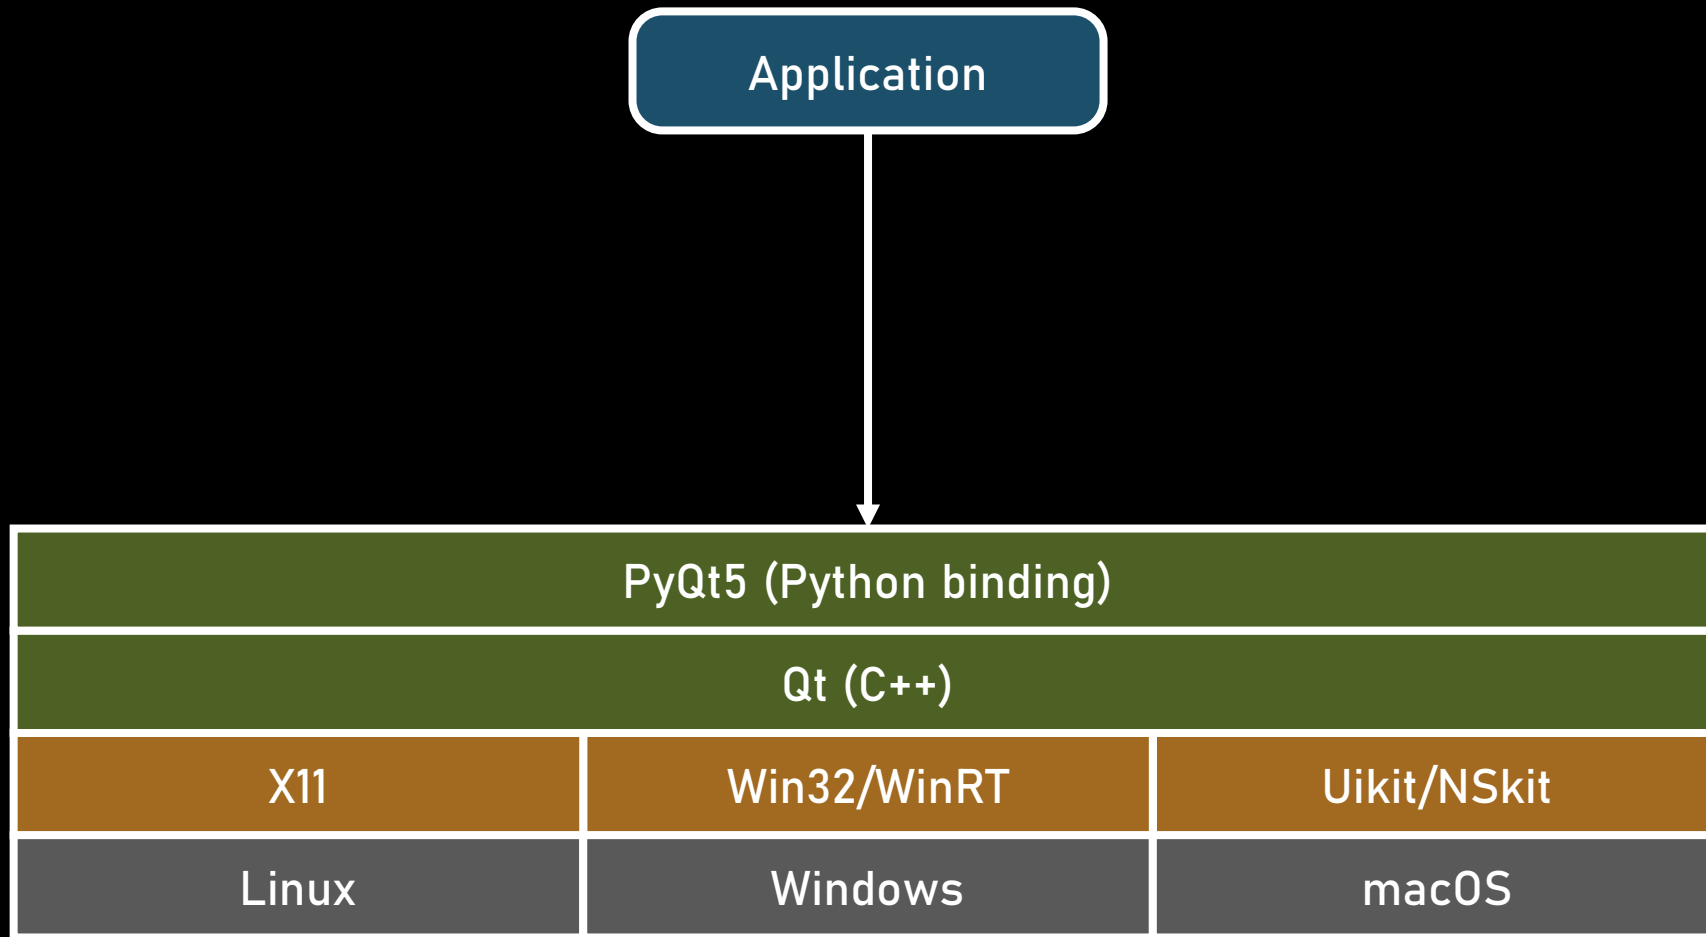 Application
PyQt5 (Python binding)
Qt (C++)
X11
Win32/WinRT
Uikit/NSkit
Linux
Windows
macOS